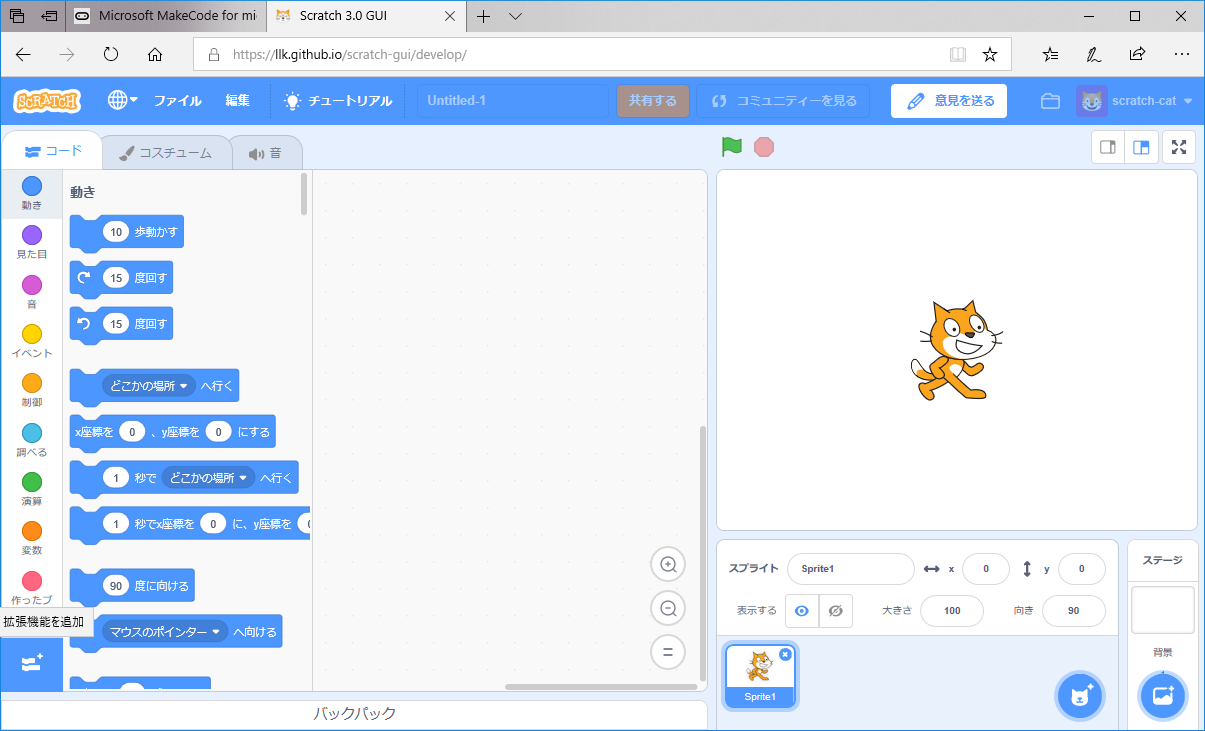 Microsoft MakeCode for mi
Scratch 3.0 GUI
https://llk.github.io/scratch-gui/develop/
SCRATCH
ファイル
編集
チュートリアル
Untitled-1
共有する
コミュニティーを見る
意見を送る
scratch-cat
コード
コスチューム
音
動き
見た目
音
イベント
制御
調べる
演算
変数
作ったブ
拡張機能を追加
動き
10 歩動かす
15 度回す
15 度回す
どこかの場所 へ行く
x座標を 0 、y座標を 0 にする
1 秒で どこかの場所 へ行く
1 秒でx座標を 0 に、y座標を 0
90 度に向ける
マウスのポインター へ向ける
バックパック
スプライト Sprite1 x 0 y 0
表示する 大きさ 100 向き 90
Sprite1
ステージ
背景